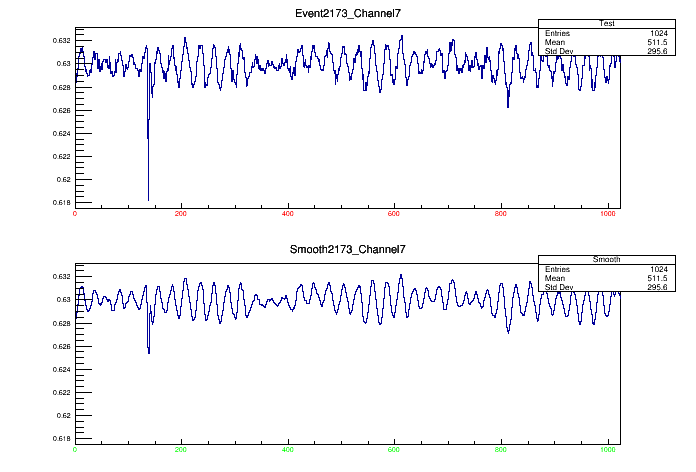 Event2173_Channel7
Test
Entries 1024
Mean 511.5
Std Dev 295.6
0.632
0.63
0.628
0.626
0.624
0.622
0.62
0.618
0 200 400 600 800 1000
Smooth2173_Channel7
Smooth
Entries 1024
Mean 511.5
Std Dev 295.6
0.632
0.63
0.628
0.626
0.624
0.622
0.62
0.618
0 200 400 600 800 1000